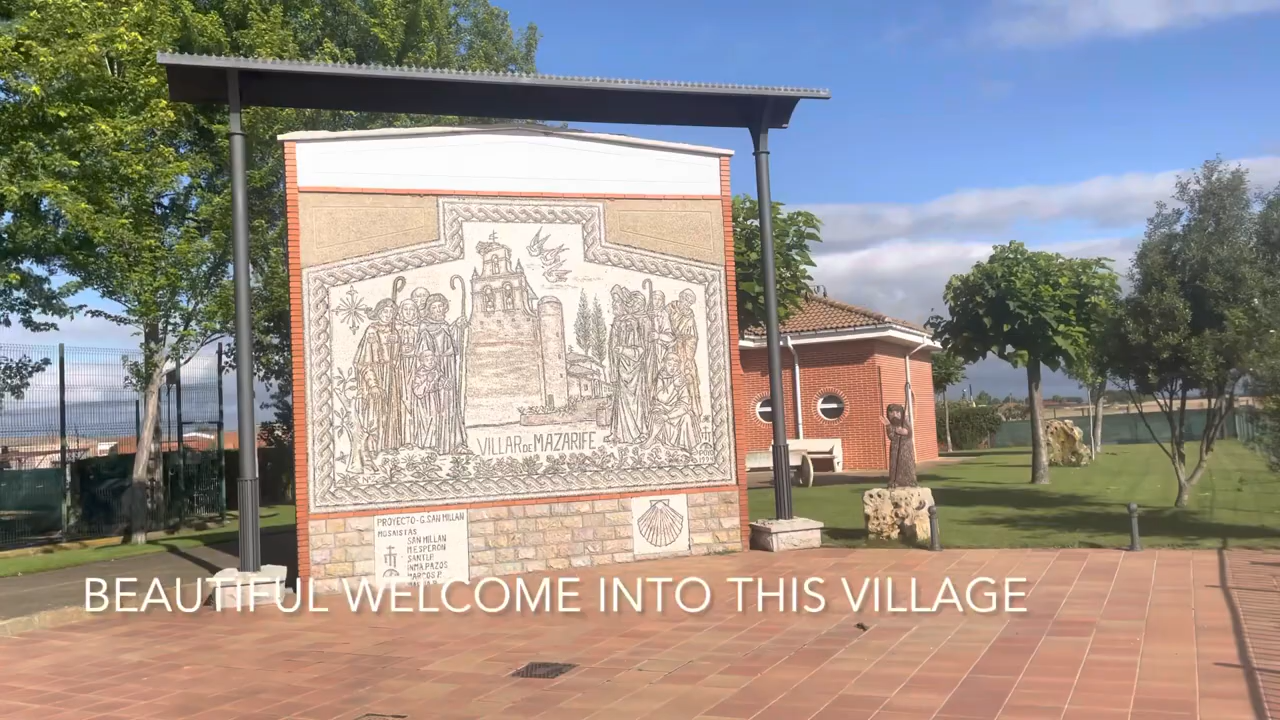 VILLAR DE MAZARIFE
PROYECTO-G.SAN MILLAN
MOSAISTAS
SAN MILLAN
M.ESPERON
SANTI.P.
INMA PAZOS
MARCOS P.
BEAUTIFUL WELCOME INTO THIS VILLAGE